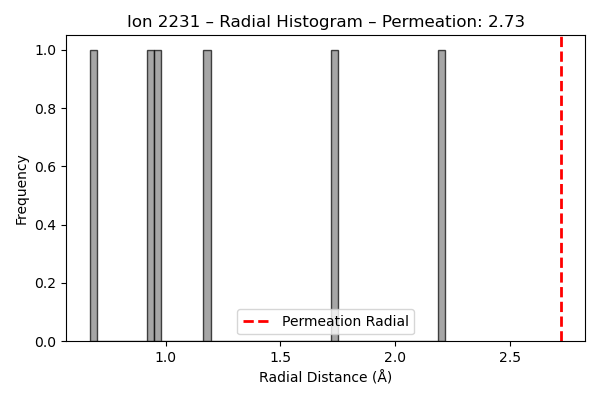 Ion 2231 – Radial Histogram – Permeation: 2.73
Frequency
1.0
0.8
0.6
0.4
0.2
0.0
Permeation Radial
1.0 1.5 2.0 2.5
Radial Distance (Å)